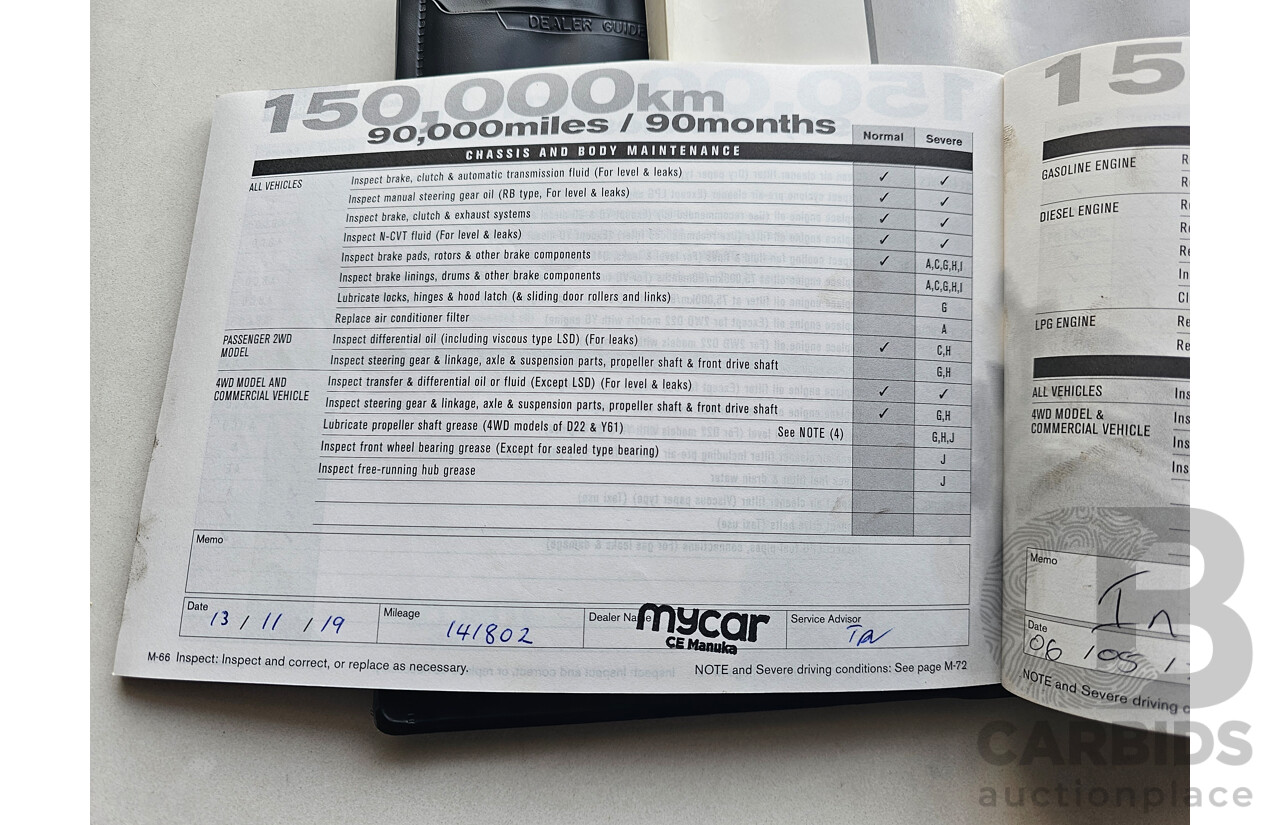 DEALER GUIDE
150,000km
90,000miles / 90months
Normal Severe
CHASSIS AND BODY MAINTENANCE
ALL VEHICLES Inspect brake, clutch & automatic transmission fluid (For level & leaks) ✓ ✓
Inspect manual steering gear oil (RB type, For level & leaks) ✓ ✓
Inspect brake, clutch & exhaust systems ✓ ✓
Inspect N-CVT fluid (For level & leaks) ✓ ✓
Inspect brake pads, rotors & other brake components ✓ A,C,G,H,I
Inspect brake linings, drums & other brake components A,C,G,H,I
Lubricate locks, hinges & hood latch (& sliding door rollers and links) G
Replace air conditioner filter A
PASSENGER 2WD MODEL Inspect differential oil (including viscous type LSD) (For leaks) ✓ C,H
Inspect steering gear & linkage, axle & suspension parts, propeller shaft & front drive shaft G,H
4WD MODEL AND COMMERCIAL VEHICLE Inspect transfer & differential oil or fluid (Except LSD) (For level & leaks) ✓ ✓
Inspect steering gear & linkage, axle & suspension parts, propeller shaft & front drive shaft ✓ G,H
Lubricate propeller shaft grease (4WD models of D22 & Y61) See NOTE (4) G,H,J
Inspect front wheel bearing grease (Except for sealed type bearing) J
Inspect free-running hub grease J
Memo
Date 13 / 11 / 19 Mileage 141802 Dealer Name mycar CE Manuka Service Advisor
M-66 Inspect: Inspect and correct, or replace as necessary. NOTE and Severe driving conditions: See page M-72
15
GASOLINE ENGINE
DIESEL ENGINE
LPG ENGINE
ALL VEHICLES Ins
4WD MODEL & Ins
COMMERCIAL VEHICLE Ins
Ins
Memo
In
Date
06 / 05 /
NOTE and Severe driving c
CARBIDS
auctionplace